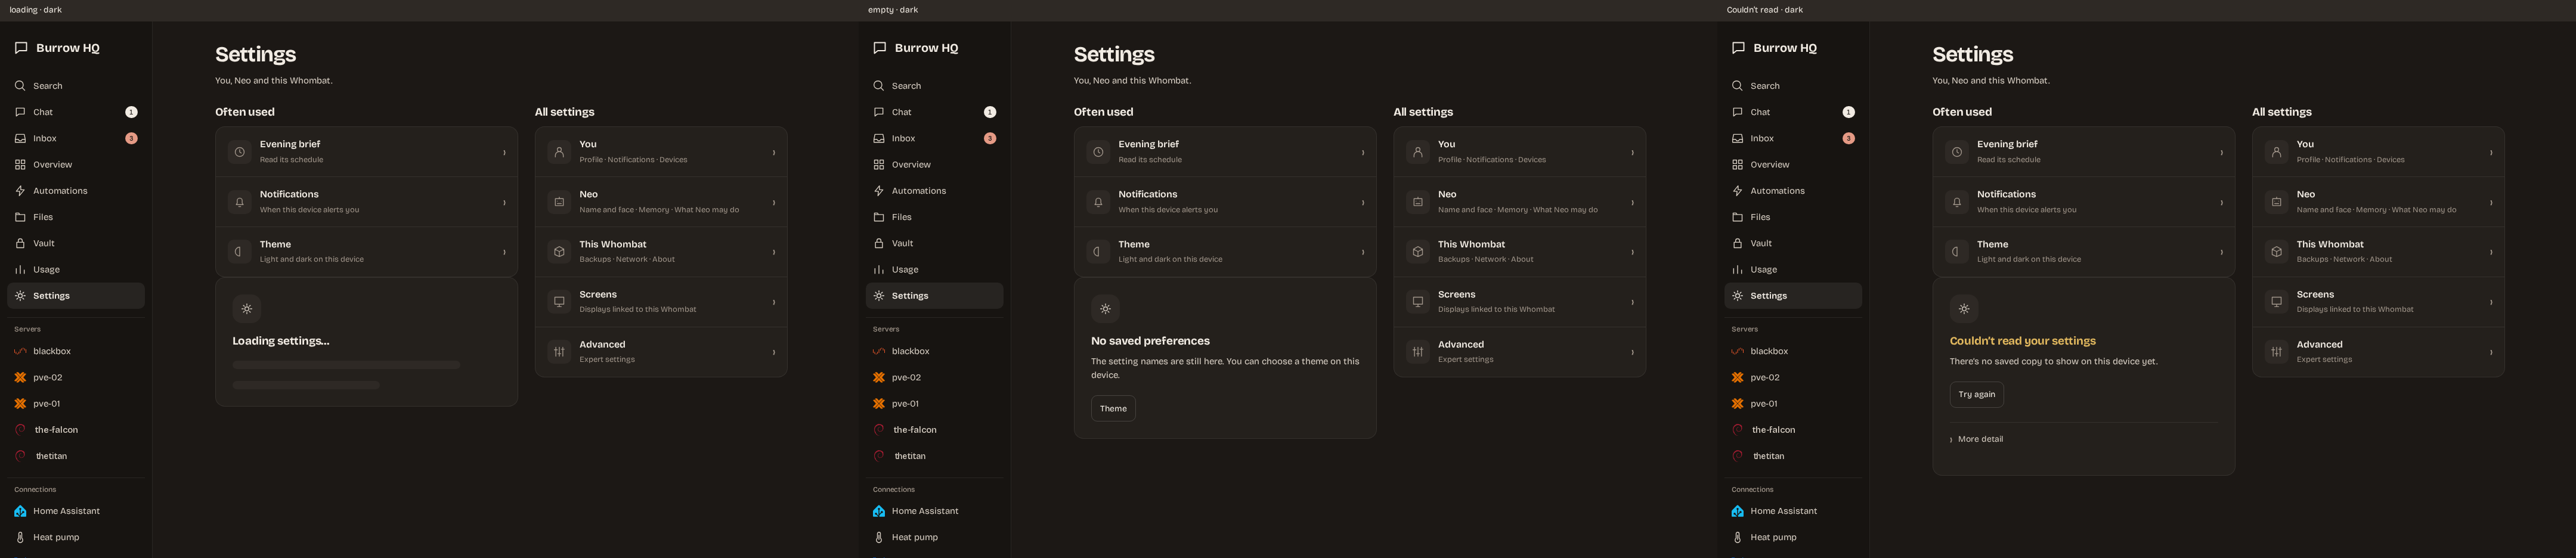 loading · dark
Burrow HQ
Search
Chat
1
Inbox
3
Overview
Automations
Files
Vault
Usage
Settings
Servers
blackbox
pve-02
pve-01
the-falcon
thetitan
Connections
Home Assistant
Heat pump
Settings
You, Neo and this Whombat.
Often used
Evening brief
Read its schedule
Notifications
When this device alerts you
Theme
Light and dark on this device
Loading settings...
All settings
You
Profile · Notifications · Devices
Neo
Name and face · Memory · What Neo may do
This Whombat
Backups · Network · About
Screens
Displays linked to this Whombat
Advanced
Expert settings
empty · dark
Burrow HQ
Search
Chat
1
Inbox
3
Overview
Automations
Files
Vault
Usage
Settings
Servers
blackbox
pve-02
pve-01
the-falcon
thetitan
Connections
Home Assistant
Heat pump
Settings
You, Neo and this Whombat.
Often used
Evening brief
Read its schedule
Notifications
When this device alerts you
Theme
Light and dark on this device
No saved preferences
The setting names are still here. You can choose a theme on this
device.
Theme
All settings
You
Profile · Notifications · Devices
Neo
Name and face · Memory · What Neo may do
This Whombat
Backups · Network · About
Screens
Displays linked to this Whombat
Advanced
Expert settings
Couldn't read · dark
Burrow HQ
Search
Chat
1
Inbox
3
Overview
Automations
Files
Vault
Usage
Settings
Servers
blackbox
pve-02
pve-01
the-falcon
thetitan
Connections
Home Assistant
Heat pump
Settings
You, Neo and this Whombat.
Often used
Evening brief
Read its schedule
Notifications
When this device alerts you
Theme
Light and dark on this device
Couldn't read your settings
There's no saved copy to show on this device yet.
Try again
More detail
All settings
You
Profile · Notifications · Devices
Neo
Name and face · Memory · What Neo may do
This Whombat
Backups · Network · About
Screens
Displays linked to this Whombat
Advanced
Expert settings